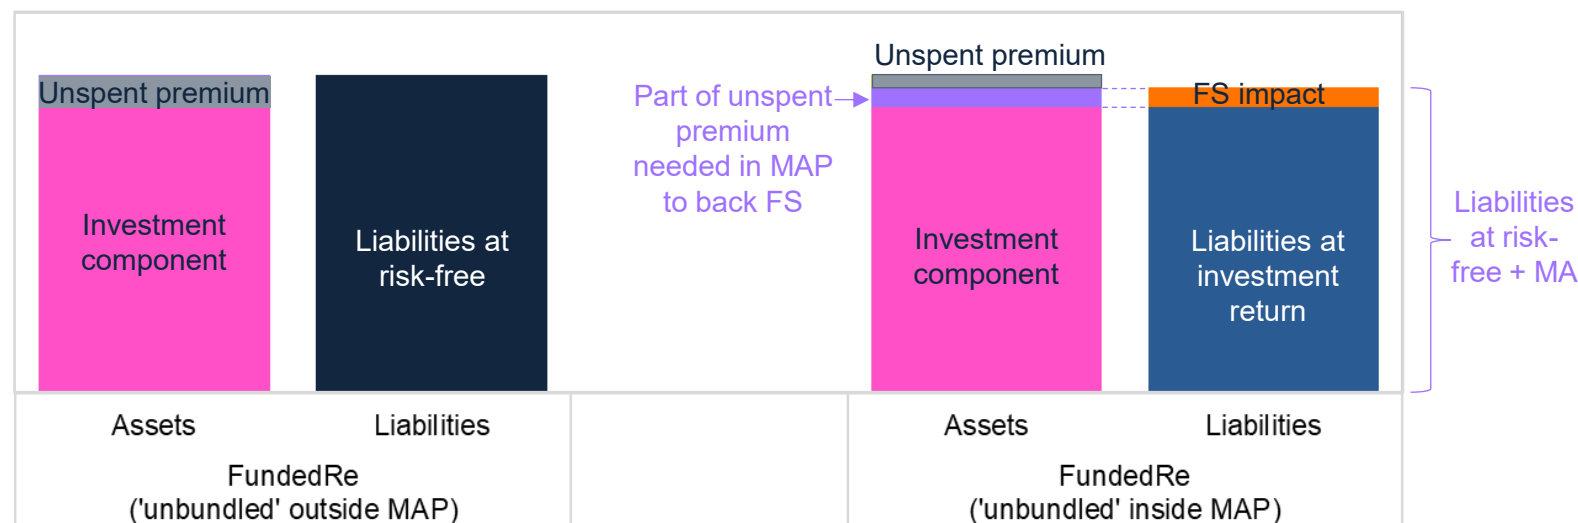 Unspent premium
Investment
component
Liabilities at
risk-free
Part of unspent
premium
needed in MAP
to back FS
Unspent premium
Investment
component
FS impact
Liabilities at
investment
return
Liabilities
at risk-
free + MA
Assets
Liabilities
Assets
Liabilities
FundedRe
('unbundled' outside MAP)
FundedRe
('unbundled' inside MAP)